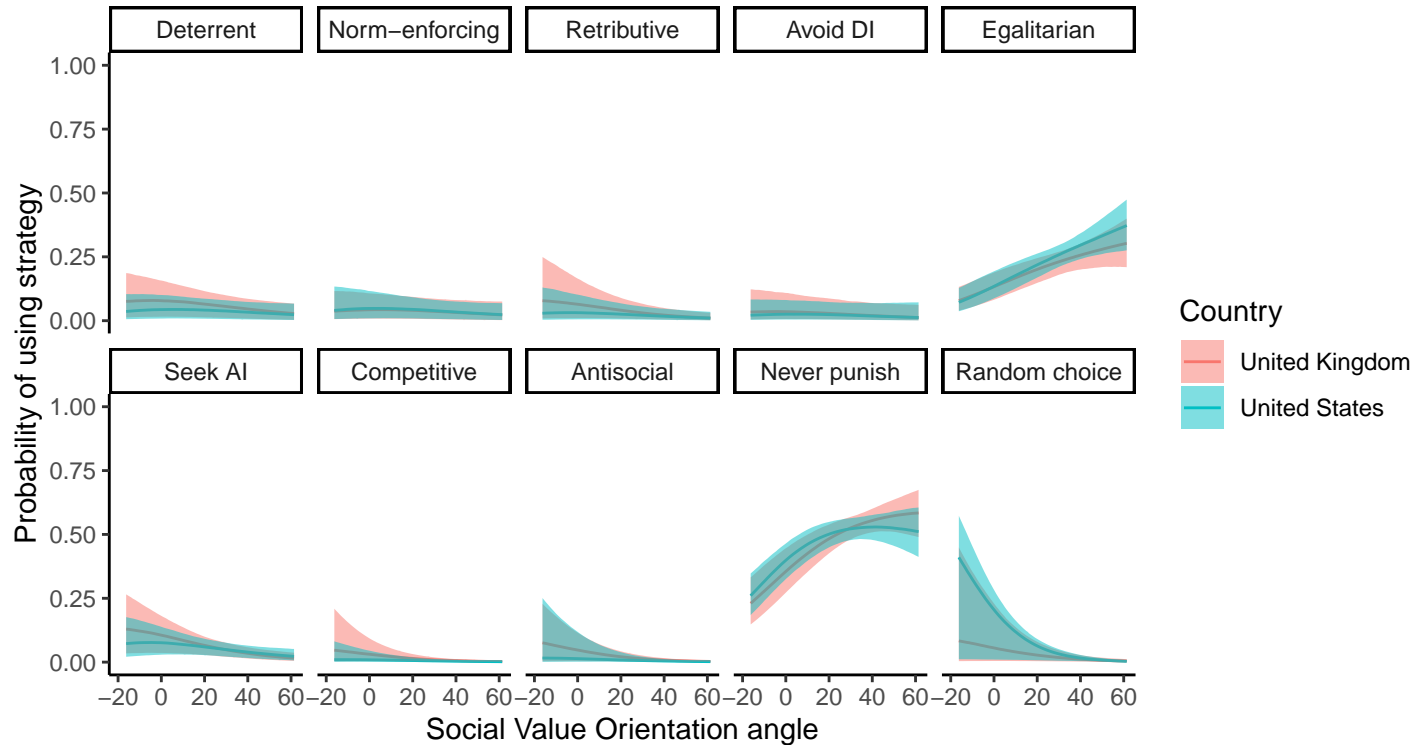 Deterrent Norm−enforcing Retributive Avoid DI Egalitarian
1.00
0.75
0.50
0.25
0.00
Seek AI Competitive Antisocial Never punish Random choice
1.00
0.75
0.50
0.25
0.00
−20 0 20 40 60 −20 0 20 40 60 −20 0 20 40 60 −20 0 20 40 60 −20 0 20 40 60
Social Value Orientation angle
Probability of using strategy
Country
United Kingdom
United States